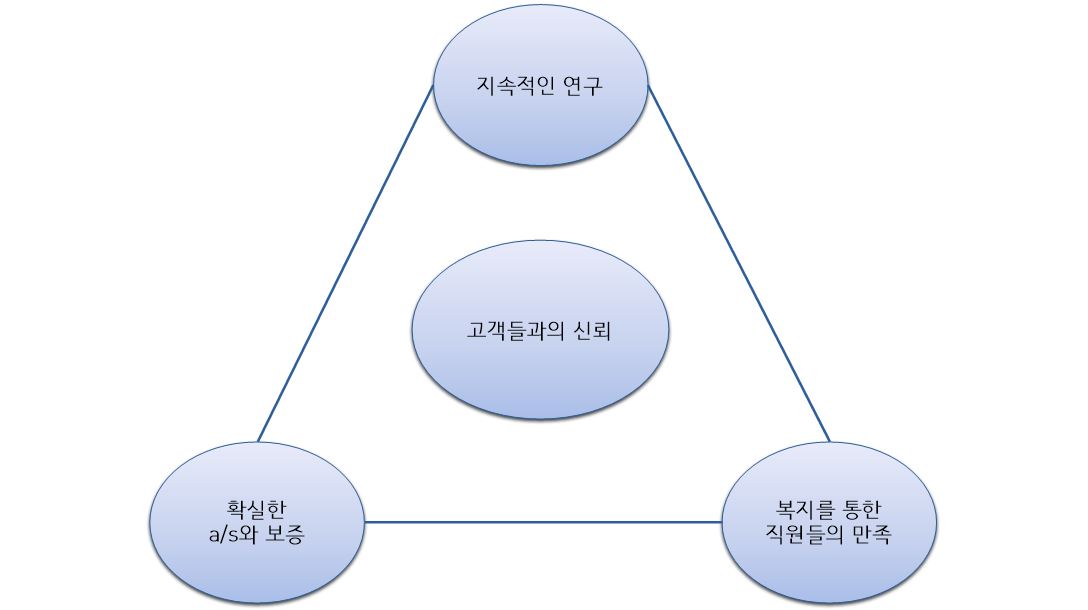 지속적인 연구
고객들과의 신뢰
확실한
a/s와 보증
복지를 통한
직원들의 만족